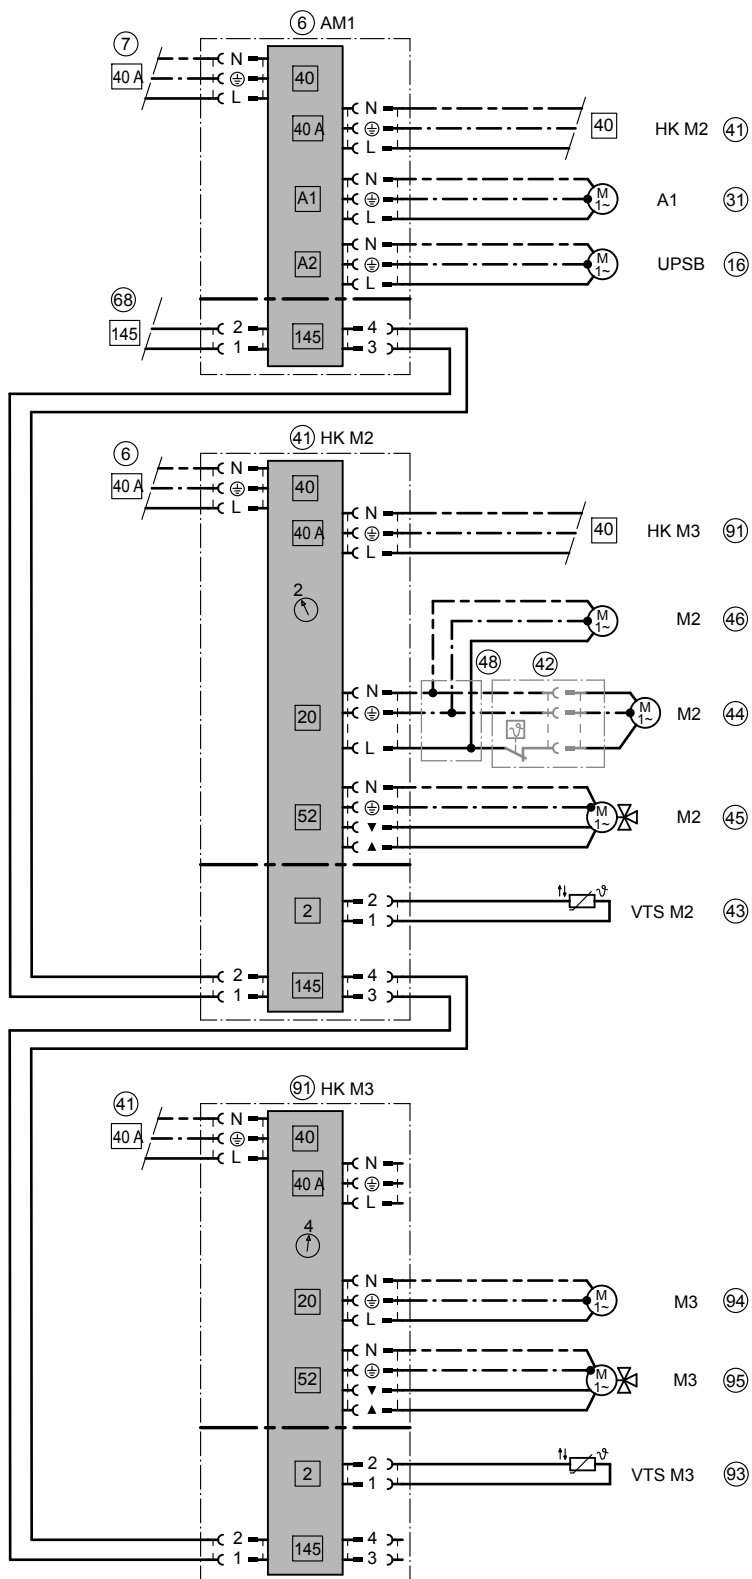 6 AM1
7
N
40 A
40
L
N
40 A
40
HK M2
41
L
N
A1
M
1~
A1
31
L
N
A2
M
1~
UPSB
16
L
68
2
4
145
145
1
3
41 HK M2
6
N
40 A
40
L
N
40 A
40
HK M3
91
L
2
M
1~
M2
46
48
42
N
20
M
1~
M2
44
ϑ
L
N
52
M
1~
M2
45
▼
▲
ϑ
2
2
1
VTS M2
43
2
4
145
1
3
91 HK M3
41
N
40 A
40
L
N
40 A
L
4
N
20
M
1~
M3
94
L
N
52
M
1~
M3
95
▼
▲
ϑ
2
2
1
VTS M3
93
2
4
145
1
3